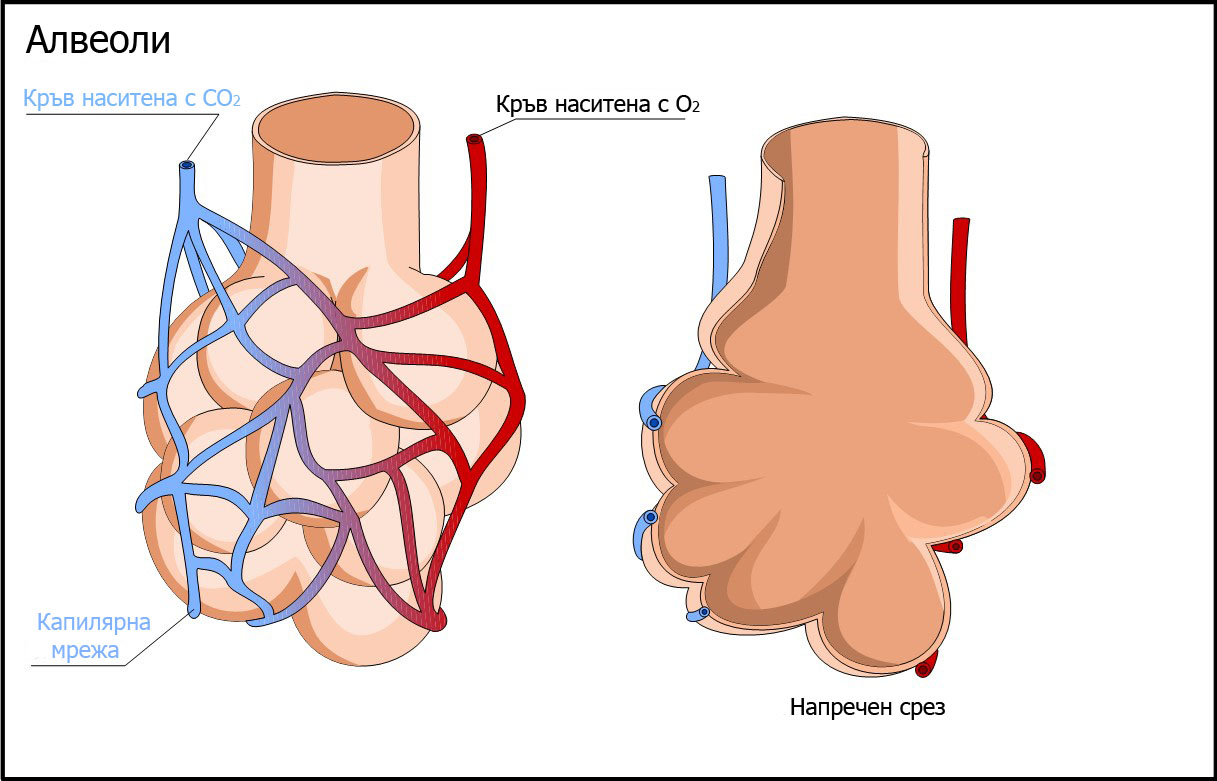 Алвеоли
Кръв наситена с CO₂
Кръв наситена с O₂
Капилярна
мрежа
Напречен срез